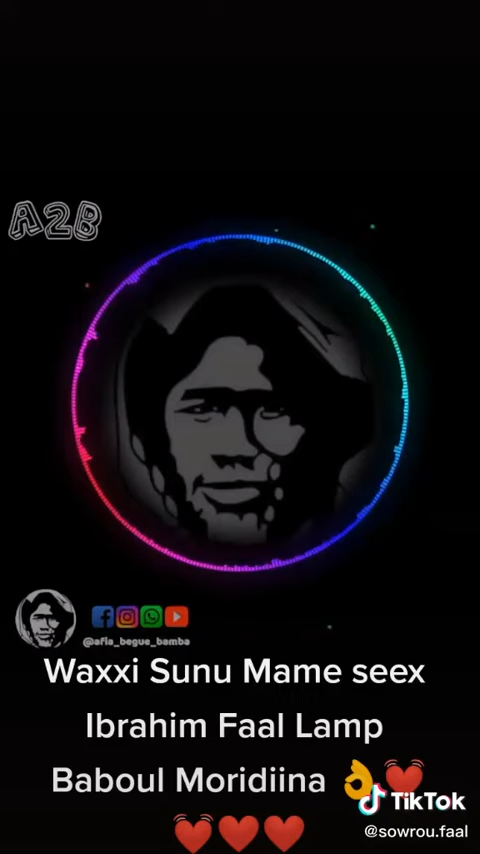 A2B
@afia_begue_bamba
Waxxi Sunu Mame seex
Ibrahim Faal Lamp
Baboul Moridiina 👌💓
💓❤️❤️
TikTok
@sowrou.faal